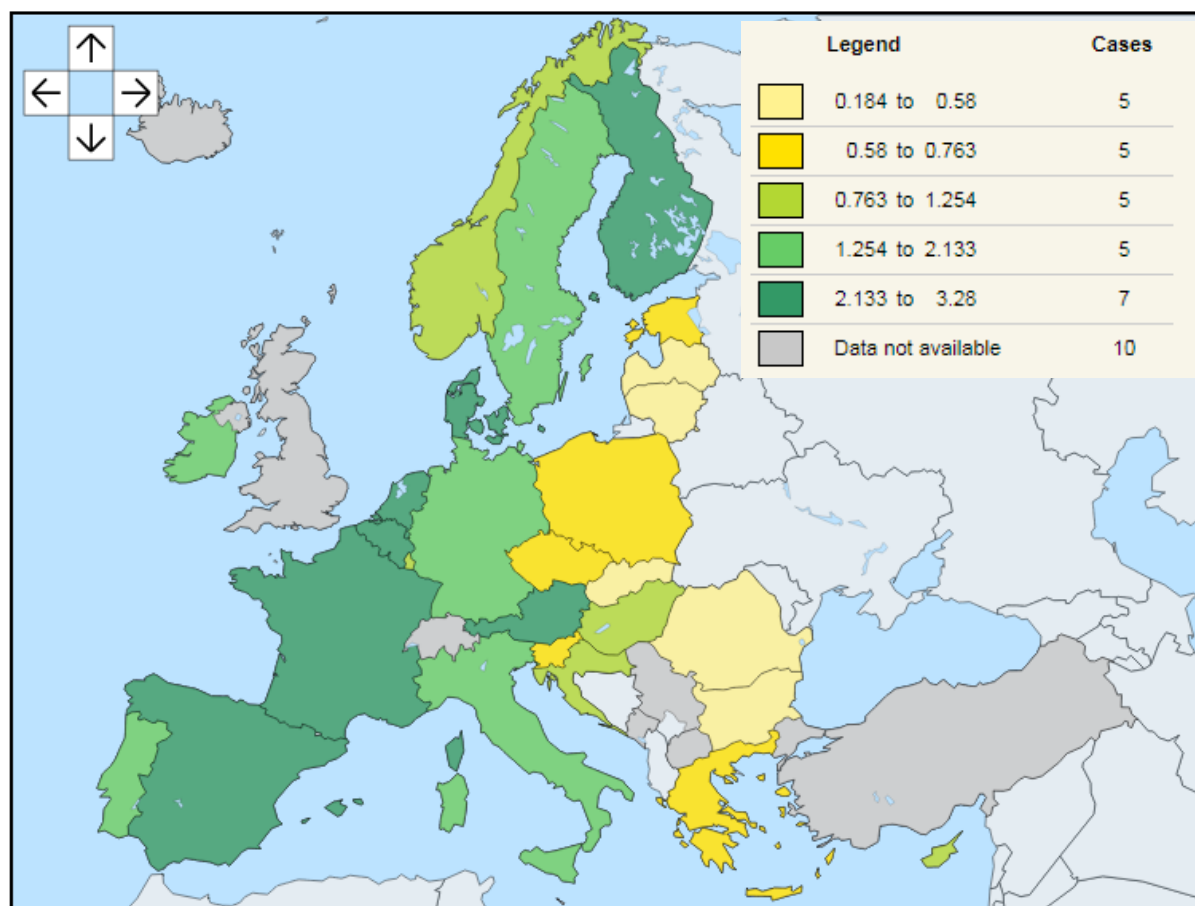 Legend Cases
0.184 to 0.58 5
0.58 to 0.763 5
0.763 to 1.254 5
1.254 to 2.133 5
2.133 to 3.28 7
Data not available 10